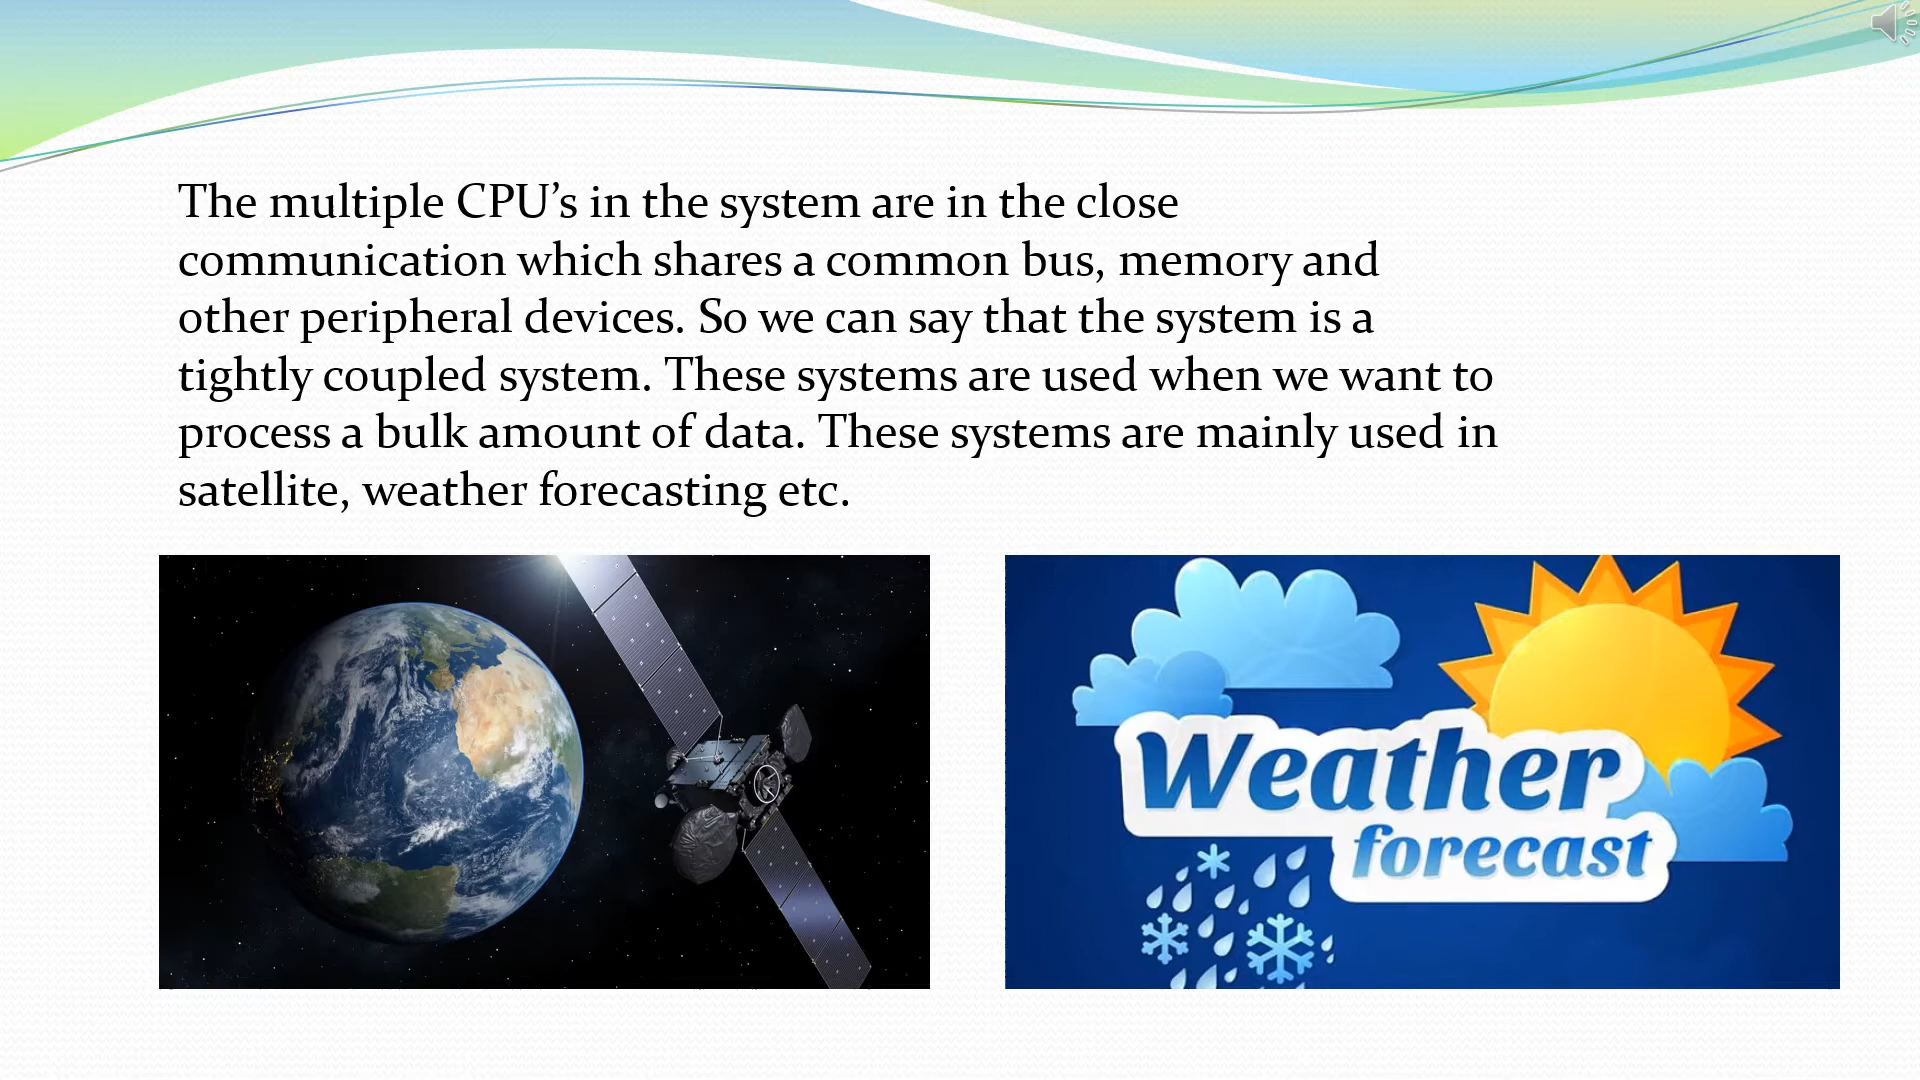 The multiple CPU’s in the system are in the close
communication which shares a common bus, memory and
other peripheral devices. So we can say that the system is a
tightly coupled system. These systems are used when we want to
process a bulk amount of data. These systems are mainly used in
satellite, weather forecasting etc.
Weather
forecast